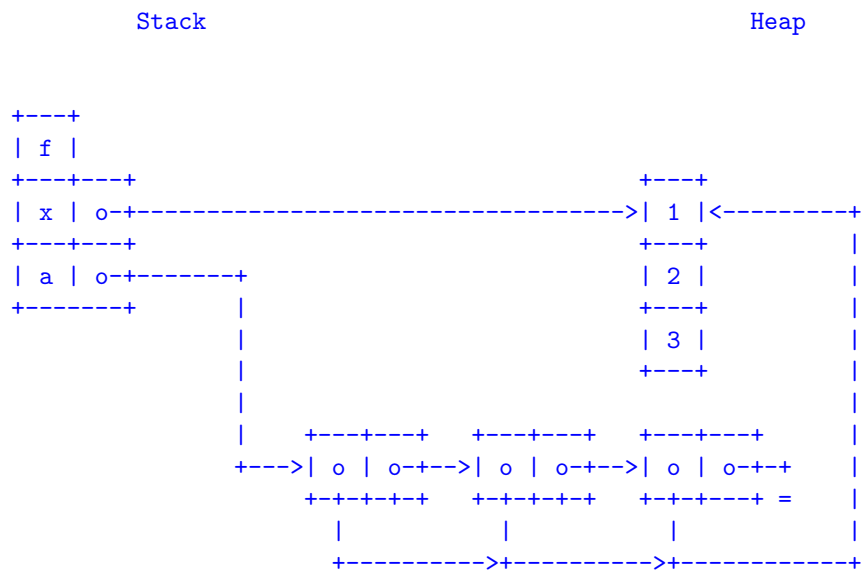 Stack Heap
+---+
| f |
+---+---+ +---+
| x | o-+------------------------------>| 1 |<---------+
+---+---+ +---+ |
| a | o-+-------+ | 2 | |
+-------+ | +---+ |
| | 3 | |
| +---+ |
| |
| +---+---+ +---+---+ +---+---+ |
+--->| o | o-+-->| o | o-+-->| o | o-+-+ |
+-+-+-+-+ +-+-+-+-+ +-+-+---+ = |
| | | |
+---------->+---------->+-----------+